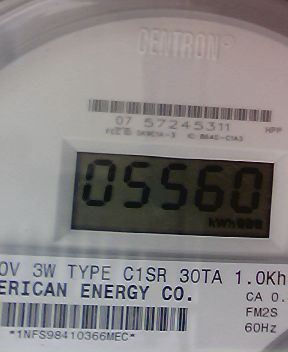 CENTRON®
07 57245311
HPP
05560
kWh
0V 3W TYPE C1SR 30TA 1.0Kh
ERICAN ENERGY CO.
CA 0.
FM2S
60Hz
*1NFS98410366MEC*